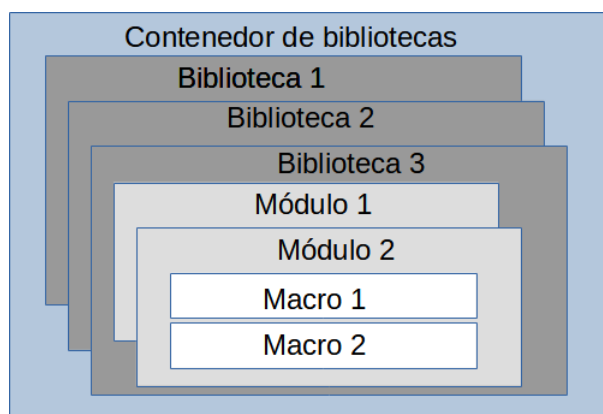 Contenedor de bibliotecas
Biblioteca 1
Biblioteca 2
Biblioteca 3
Módulo 1
Módulo 2
Macro 1
Macro 2